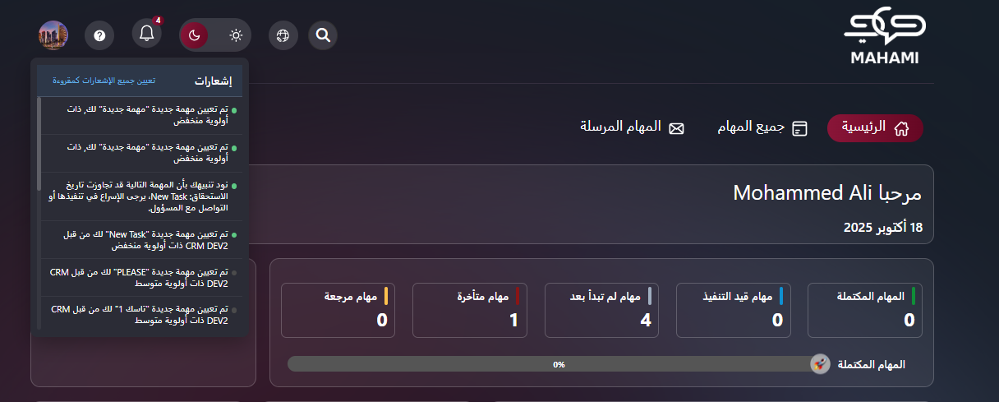 MAHAMI
4
إشعارات
تعيين جميع الإشعارات كمقروءة
تم تعيين مهمة جديدة "مهمة جديدة" لك, ذات
أولوية منخفض
تم تعيين مهمة جديدة "مهمة جديدة" لك, ذات
أولوية منخفض
نود تنبيهك بأن المهمة التالية قد تجاوزت تاريخ
الاستحقاق: New Task، يرجى الإسراع في تنفيذها أو
التواصل مع المسؤول.
تم تعيين مهمة جديدة "New Task" لك من قبل
CRM DEV2 ذات أولوية منخفض
تم تعيين مهمة جديدة "PLEASE" لك من قبل CRM
DEV2 ذات أولوية متوسط
تم تعيين مهمة جديدة "تاسك 1" لك من قبل CRM
DEV2 ذات أولوية متوسط
الرئيسية
جميع المهام
المهام المرسلة
مرحبا Mohammed Ali
18 أكتوبر 2025
المهام المكتملة
0
مهام قيد التنفيذ
0
مهام لم تبدأ بعد
4
مهام متأخرة
1
مهام مرجعة
0
المهام المكتملة
0%